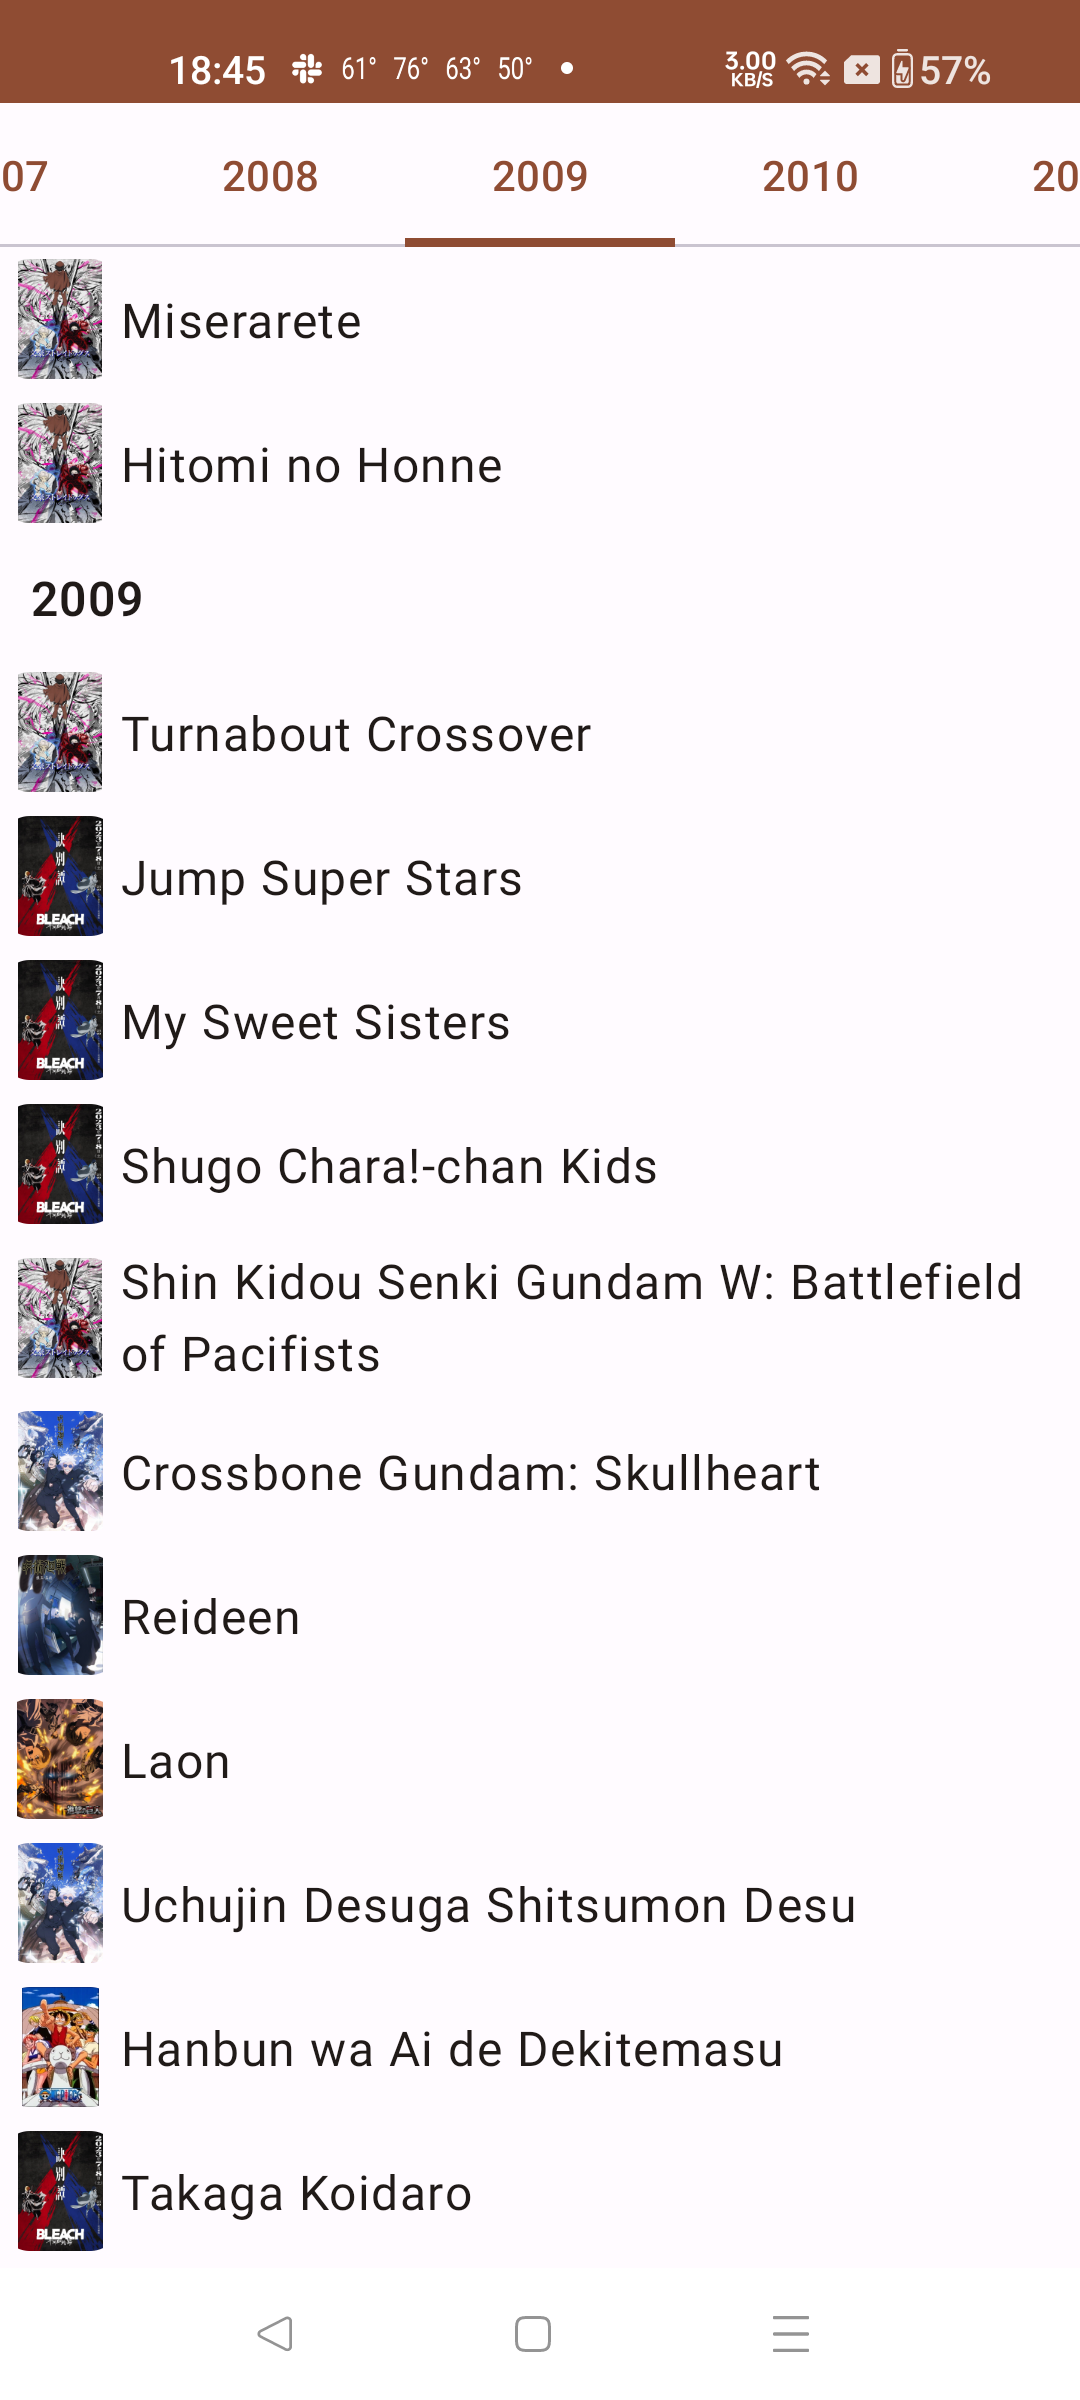 18:45 61° 76° 63° 50° 3.00 KB/S 57%
07 2008 2009 2010 20
Miserarete
Hitomi no Honne
2009
Turnabout Crossover
Jump Super Stars
BLEACH
My Sweet Sisters
BLEACH
Shugo Chara!-chan Kids
BLEACH
Shin Kidou Senki Gundam W: Battlefield
of Pacifists
Crossbone Gundam: Skullheart
Reideen
Laon
Uchujin Desuga Shitsumon Desu
Hanbun wa Ai de Dekitemasu
Takaga Koidaro
BLEACH